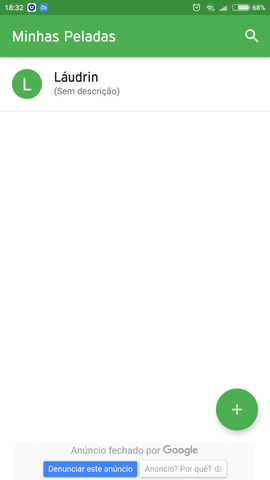 18:32
68%
Minhas Peladas
L
Láudrin
(Sem descrição)
+
Anúncio fechado por Google
Denunciar este anúncio
Anúncio? Por quê?